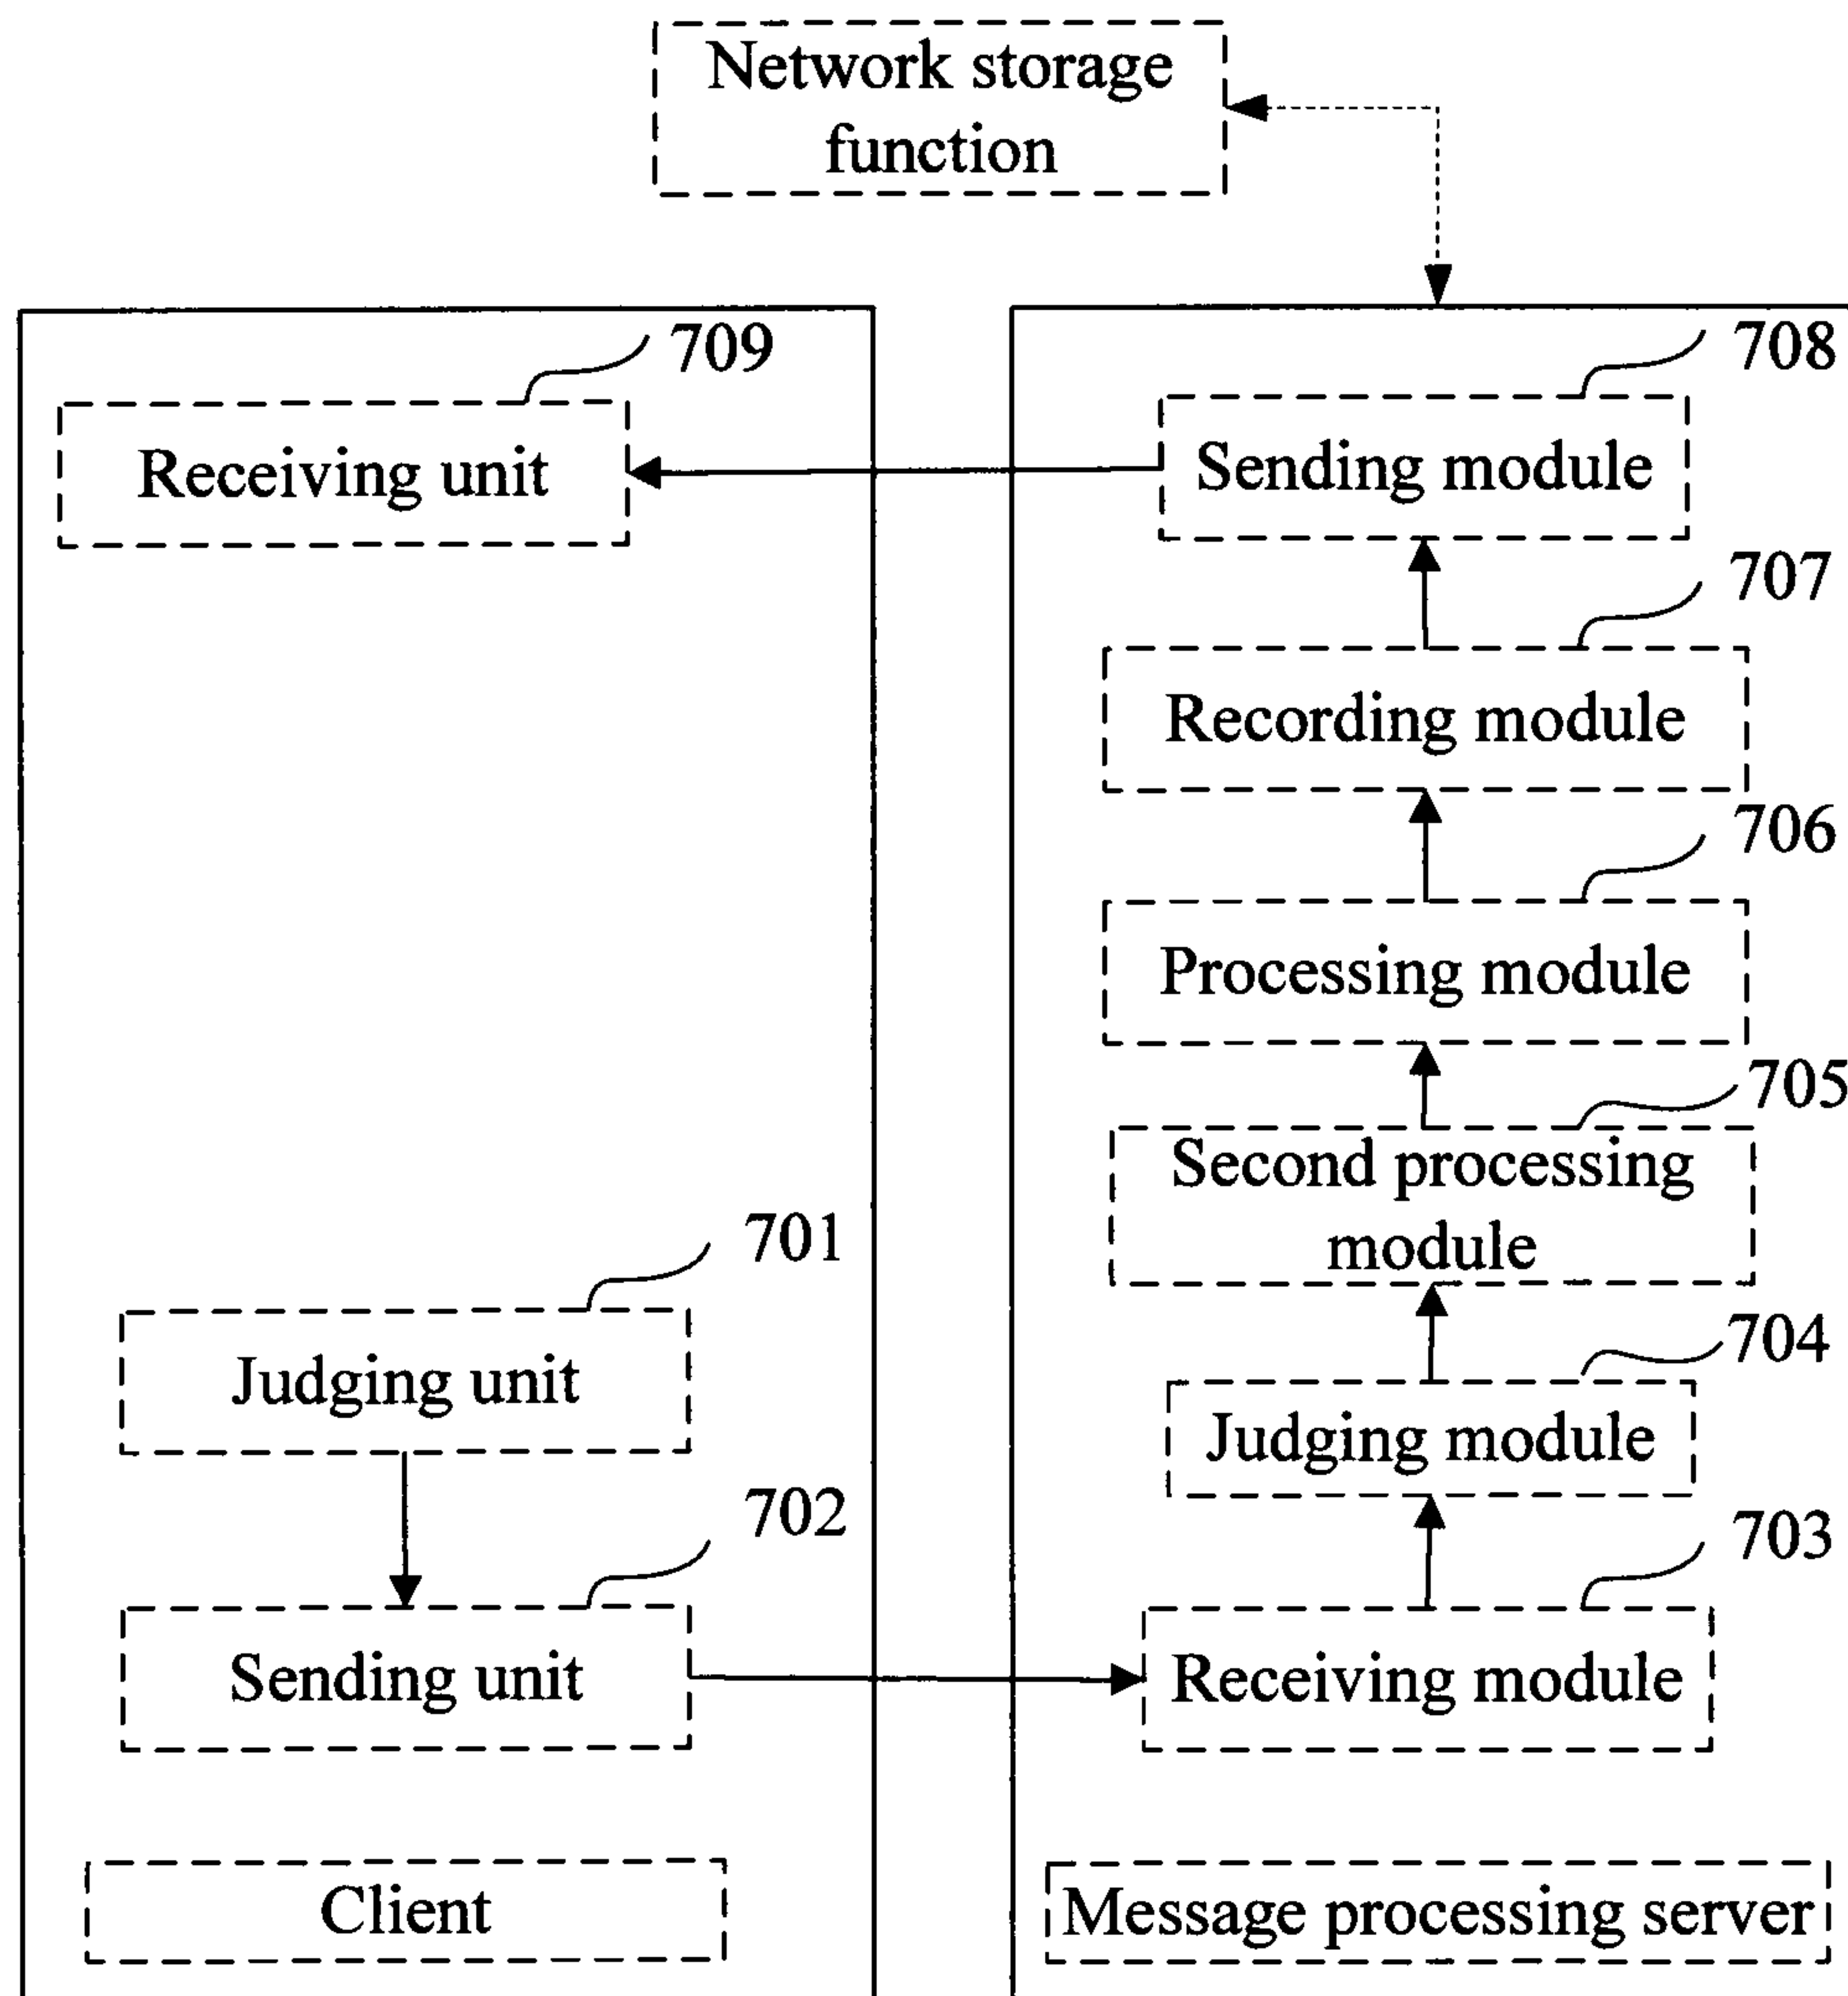 Network storage
function
709
Receiving unit
708
Sending module
707
Recording module
706
Processing module
705
Second processing
module
701
Judging unit
704
Judging module
702
Sending unit
703
Receiving module
Client
Message processing server